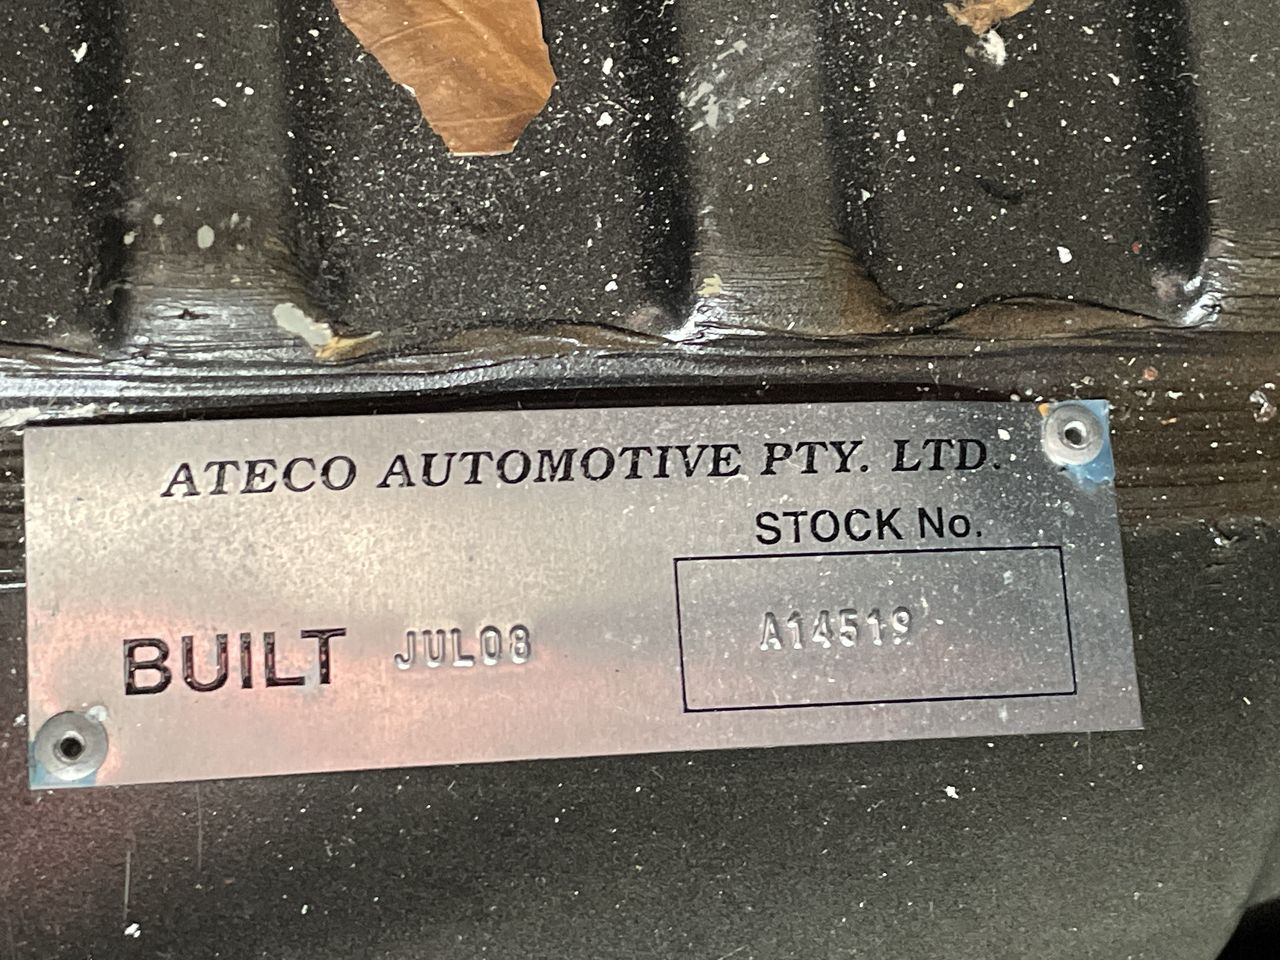 ATECO AUTOMOTIVE PTY. LTD.
STOCK No.
BUILT JUL08
A14519